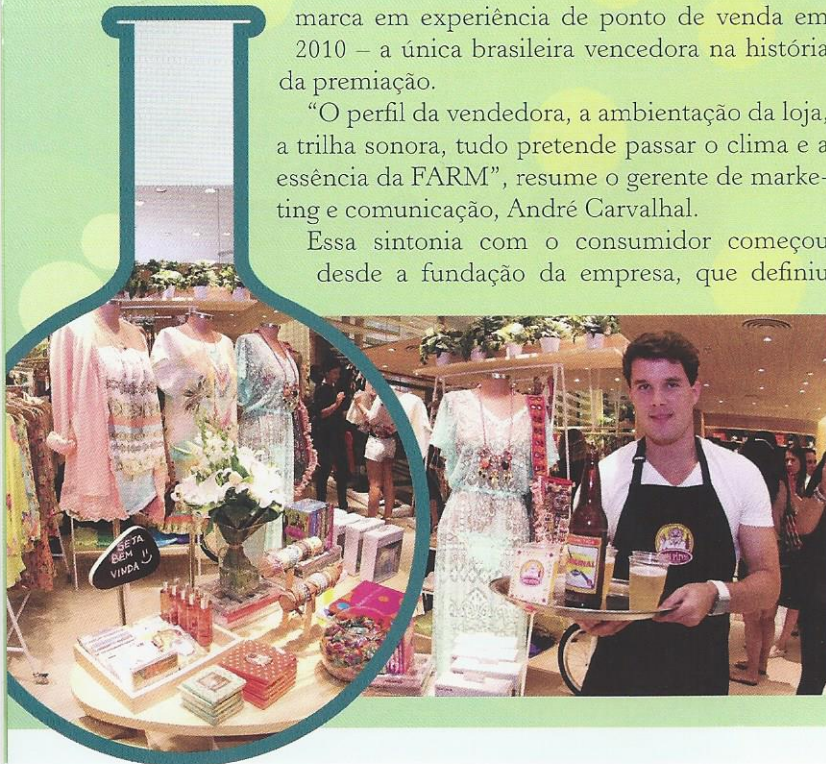 marca em experiência de ponto de venda em
2010 – a única brasileira vencedora na história
da premiação.
“O perfil da vendedora, a ambientação da loja,
a trilha sonora, tudo pretende passar o clima e a
essência da FARM”, resume o gerente de marke-
ting e comunicação, André Carvalhal.
Essa sintonia com o consumidor começou
desde a fundação da empresa, que definiu
SEJA
BEM
VINDA
ORIGINAL